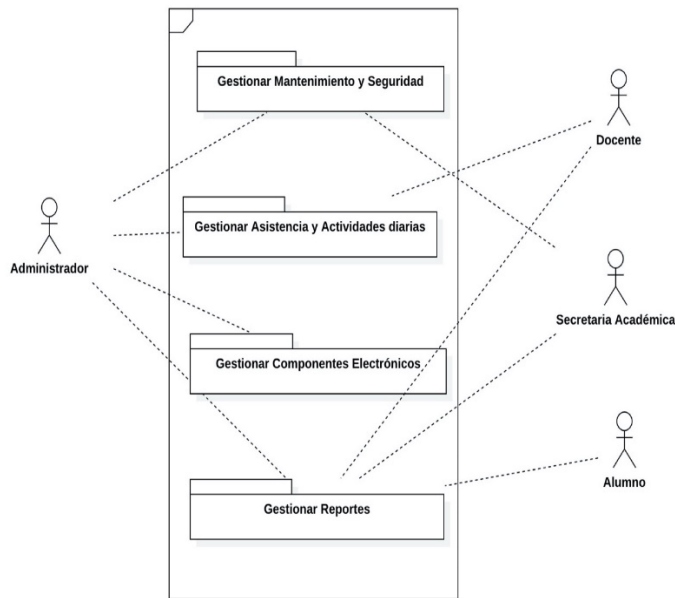 Gestionar Mantenimiento y Seguridad
Docente
Gestionar Asistencia y Actividades diarias
Administrador
Secretaria Académica
Gestionar Componentes Electrónicos
Alumno
Gestionar Reportes